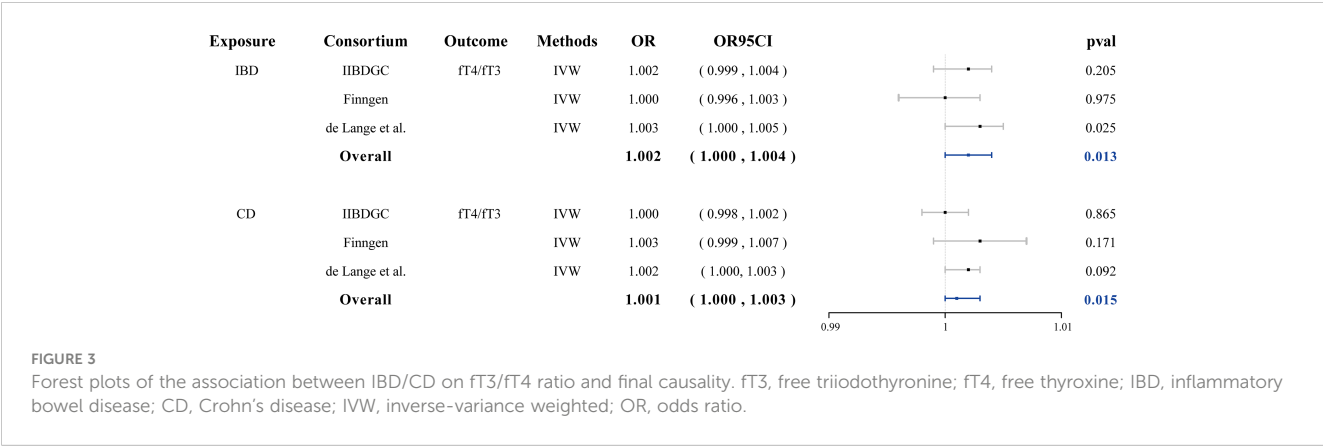 Exposure Consortium Outcome Methods OR OR95CI pval
IBD IIBDGC fT4/fT3 IVW 1.002 ( 0.999 , 1.004 ) 0.205
Finngen IVW 1.000 ( 0.996 , 1.003 ) 0.975
de Lange et al. IVW 1.003 ( 1.000 , 1.005 ) 0.025
Overall 1.002 ( 1.000 , 1.004 ) 0.013
CD IIBDGC fT4/fT3 IVW 1.000 ( 0.998 , 1.002 ) 0.865
Finngen IVW 1.003 ( 0.999 , 1.007 ) 0.171
de Lange et al. IVW 1.002 ( 1.000, 1.003 ) 0.092
Overall 1.001 ( 1.000 , 1.003 ) 0.015
0.99 1 1.01
FIGURE 3
Forest plots of the association between IBD/CD on fT3/fT4 ratio and final causality. fT3, free triiodothyronine; fT4, free thyroxine; IBD, inflammatory
bowel disease; CD, Crohn’s disease; IVW, inverse-variance weighted; OR, odds ratio.